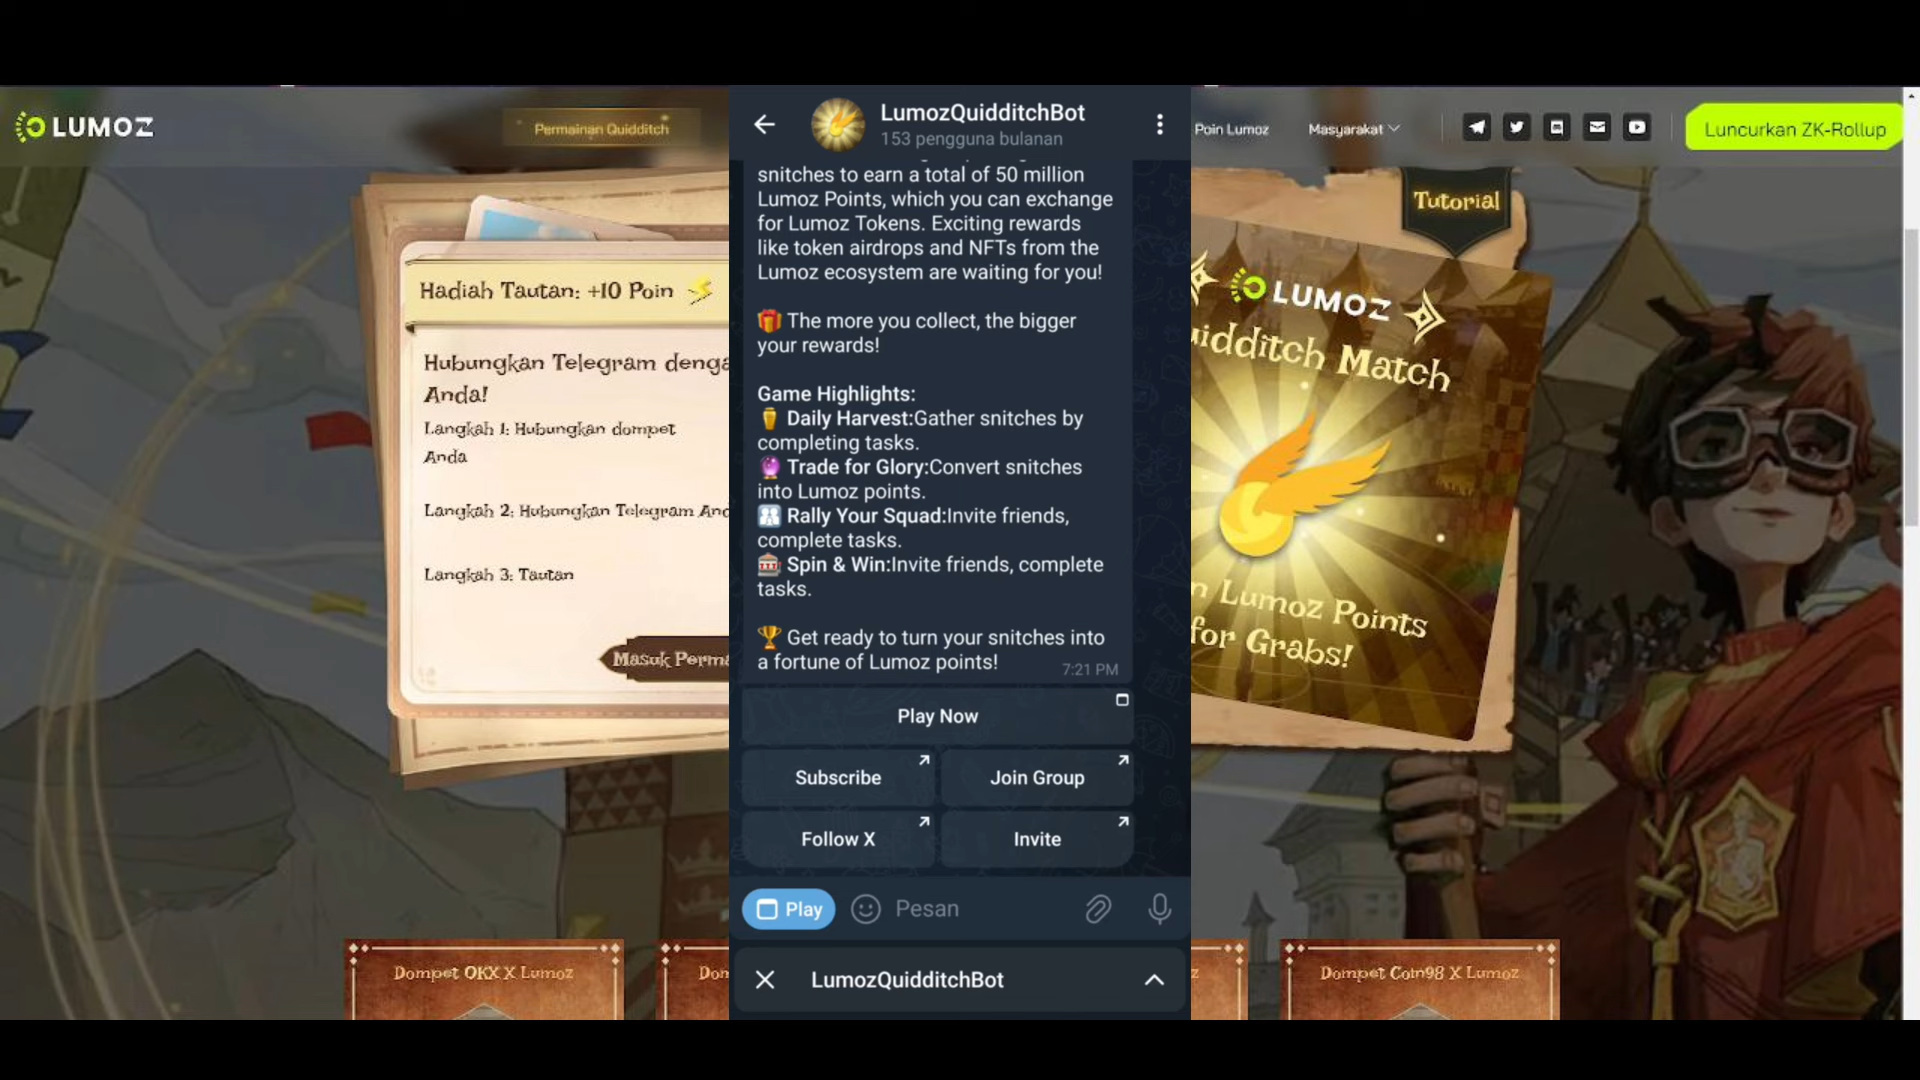 LUMOZ
Permainan Quidditch
Hadiah Tautan: +10 Poin
Hubungkan Telegram denga
Anda!
Langkah 1: Hubungkan dompet
Anda
Langkah 2: Hubungkan Telegram And
Langkah 3: Tautan
Masuk Perma
Dompet OKX X Lumoz
Dom
LumozQuidditchBot
153 pengguna bulanan
snitches to earn a total of 50 million
Lumoz Points, which you can exchange
for Lumoz Tokens. Exciting rewards
like token airdrops and NFTs from the
Lumoz ecosystem are waiting for you!
🎁 The more you collect, the bigger
your rewards!
Game Highlights:
Daily Harvest:Gather snitches by
completing tasks.
🔮 Trade for Glory:Convert snitches
into Lumoz points.
Rally Your Squad:Invite friends,
complete tasks.
🎰 Spin & Win:Invite friends, complete
tasks.
🏆 Get ready to turn your snitches into
a fortune of Lumoz points!
7:21 PM
Play Now
Subscribe
Join Group
Follow X
Invite
Play
Pesan
LumozQuidditchBot
Poin Lumoz
Masyarakat
Luncurkan ZK-Rollup
Tutorial
LUMOZ
uidditch Match
n Lumoz Points
for Grabs!
z
Dompet Coin98 X Lumoz